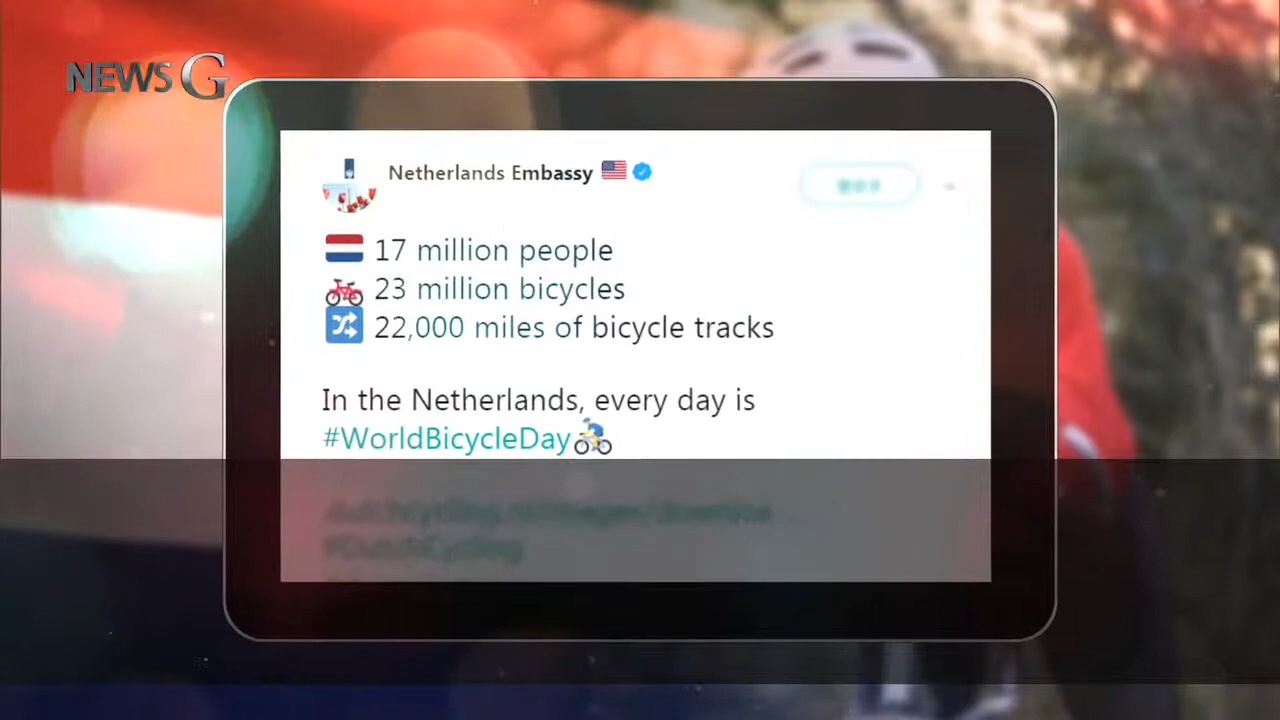 NEWS G
Netherlands Embassy
17 million people
23 million bicycles
22,000 miles of bicycle tracks
In the Netherlands, every day is
#WorldBicycleDay